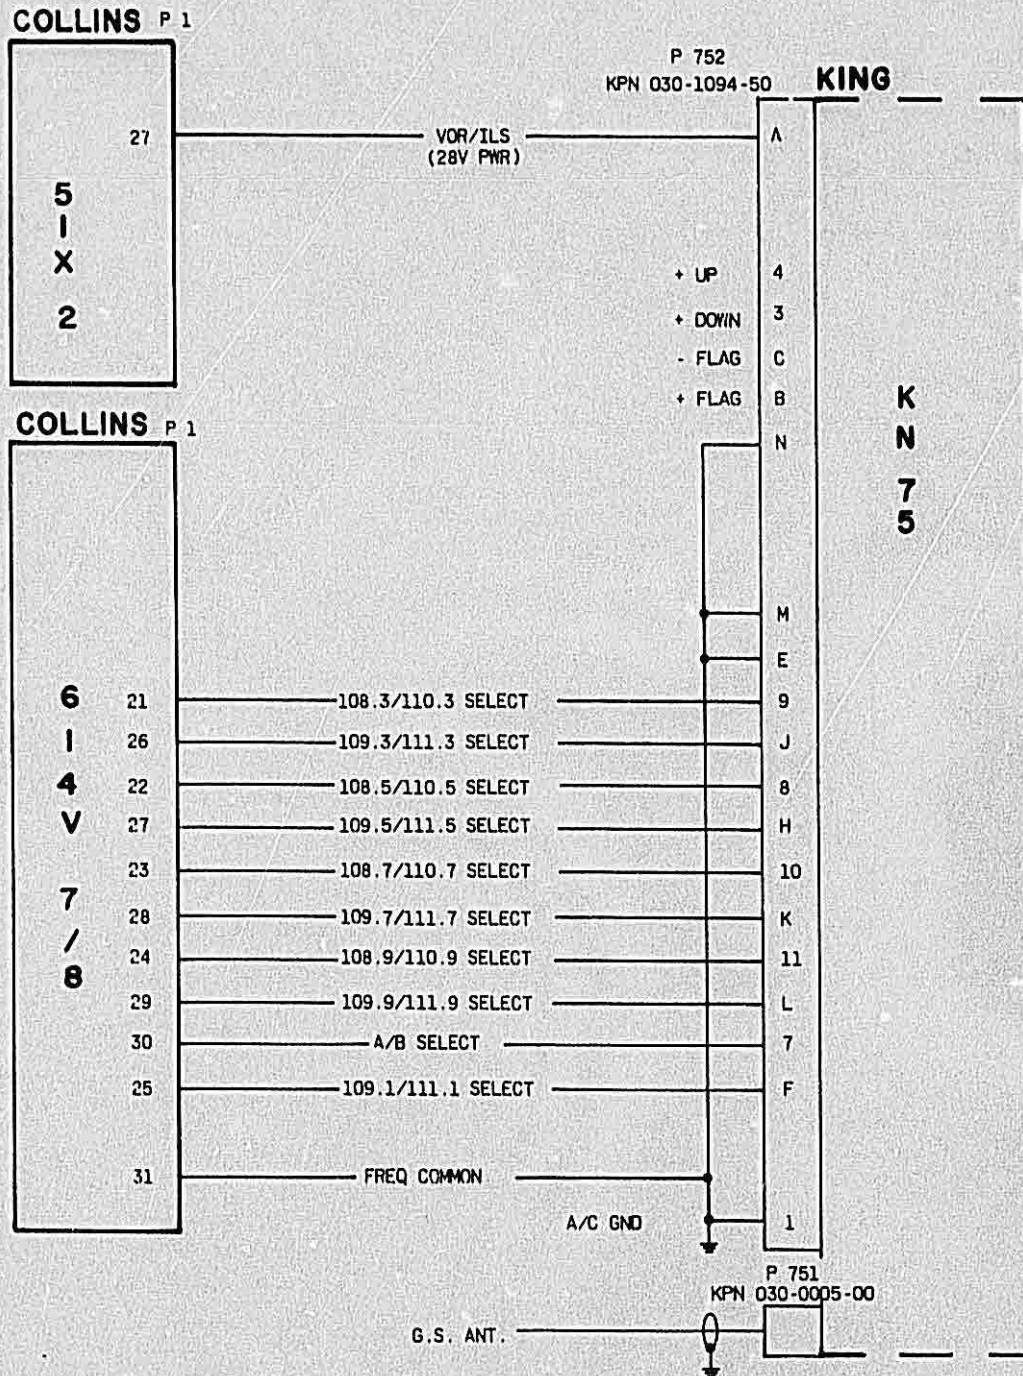 COLLINS P 1
P 752
KPN 030-1094-50 KING
27 VOR/ILS A
(28V PWR)
5
I
X
2
+ UP 4
+ DOWN 3
- FLAG C
+ FLAG B
N
K
N
7
5
COLLINS P 1
M
E
6
I
4
V
7
/
8
21 108.3/110.3 SELECT 9
26 109.3/111.3 SELECT J
22 108.5/110.5 SELECT 8
27 109.5/111.5 SELECT H
23 108.7/110.7 SELECT 10
28 109.7/111.7 SELECT K
24 108.9/110.9 SELECT 11
29 109.9/111.9 SELECT L
30 A/B SELECT 7
25 109.1/111.1 SELECT F
31 FREQ COMMON
A/C GND 1
P 751
KPN 030-0005-00
G.S. ANT.